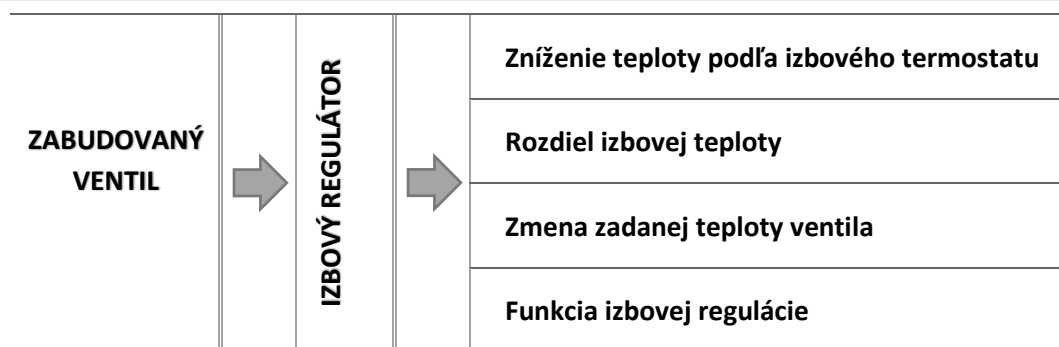 ZABUDOVANÝ
VENTIL
IZBOVÝ REGULÁTOR
Zníženie teploty podľa izbového termostatu
Rozdiel izbovej teploty
Zmena zadanej teploty ventila
Funkcia izbovej regulácie